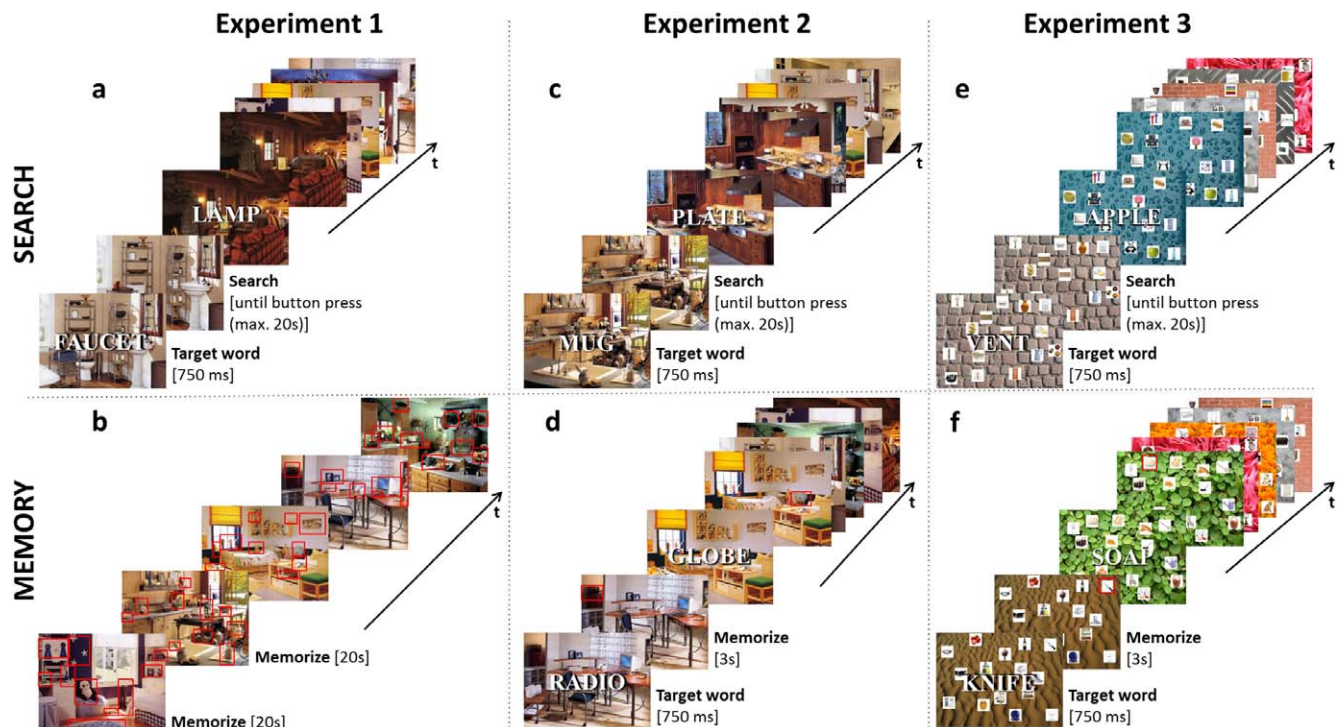 Experiment 1
Experiment 2
Experiment 3
SEARCH
a
t
LAMP
FAUCET
Search
[until button press
(max. 20s)]
Target word
[750 ms]
c
t
PLATE
MUG
Search
[until button press
(max. 20s)]
Target word
[750 ms]
e
t
APPLE
VENT
Search
[until button press
(max. 20s)]
Target word
[750 ms]
MEMORY
b
t
Memorize [20s]
Memorize [20s]
d
t
GLOBE
RADIO
Memorize
[3s]
Target word
[750 ms]
f
t
SOAP
KNIFE
Memorize
[3s]
Target word
[750 ms]